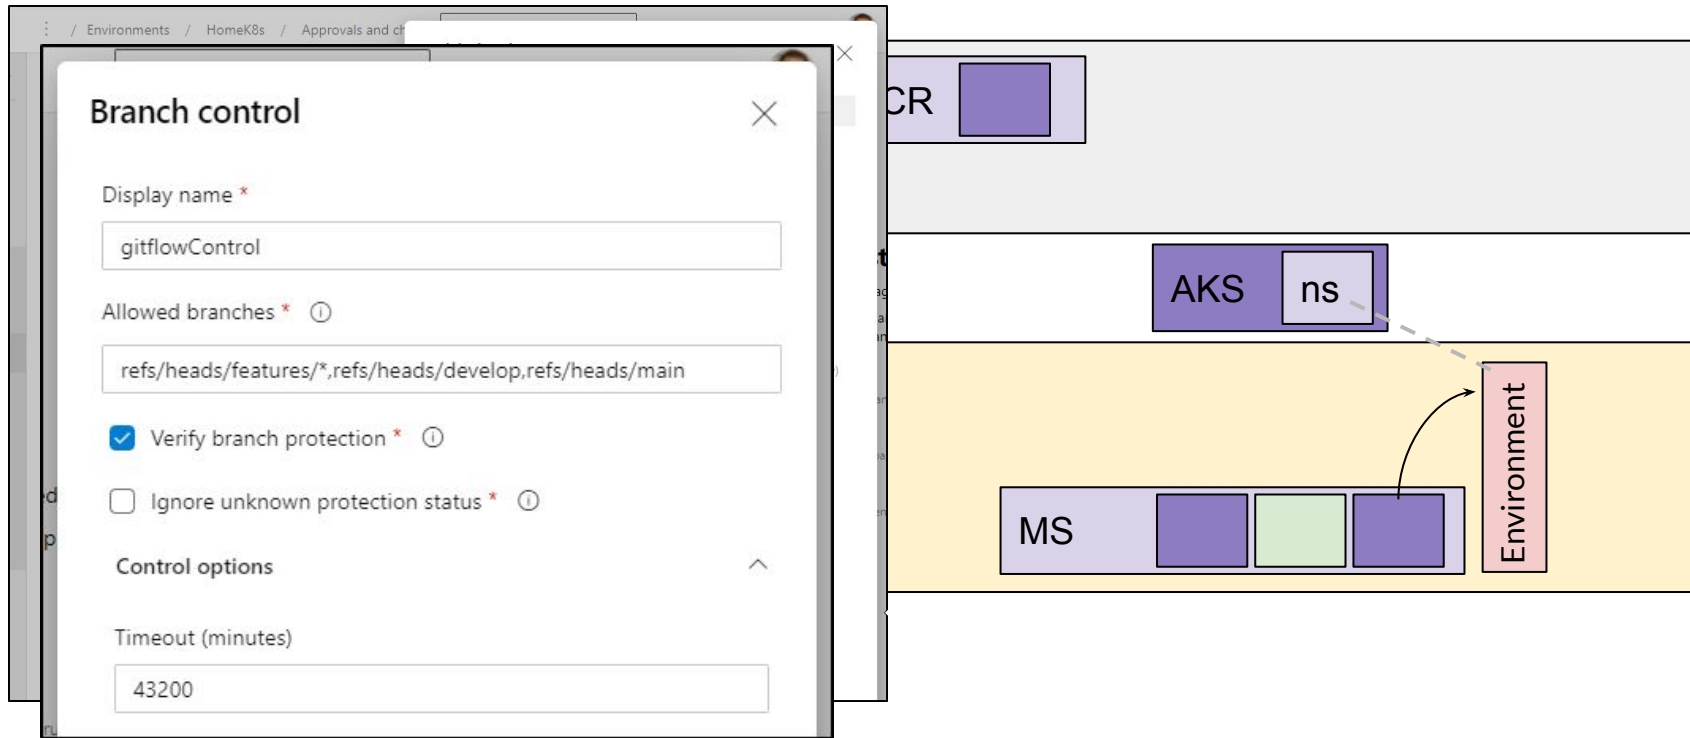 / Environments / HomeK8s / Approvals and ch
Branch control
Display name *
gitflowControl
Allowed branches *
refs/heads/features/*,refs/heads/develop,refs/heads/main
Verify branch protection *
Ignore unknown protection status *
Control options
Timeout (minutes)
43200
CR
AKS
ns
MS
Environment